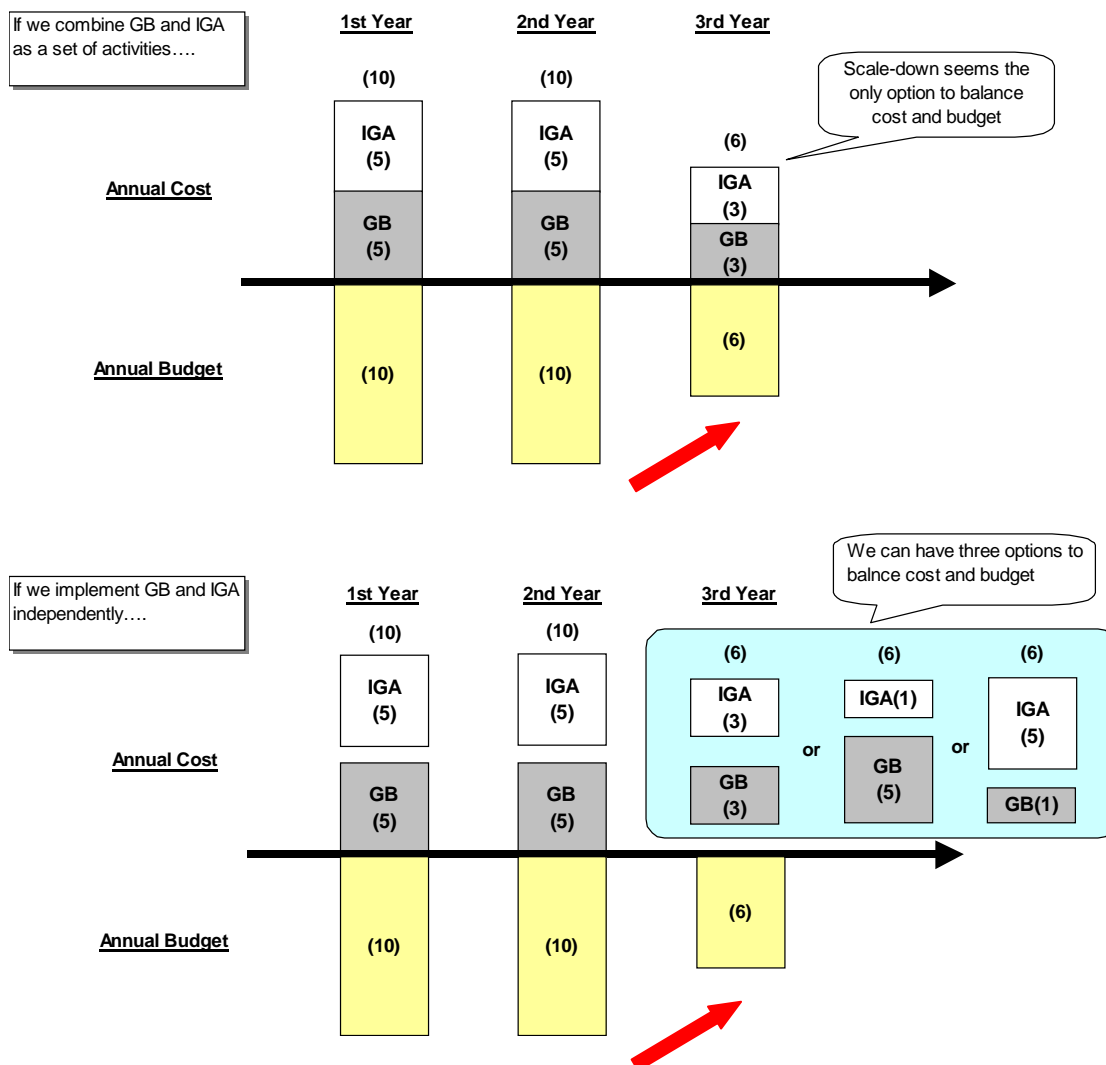 If we combine GB and IGA
as a set of activities….
1st Year
2nd Year
3rd Year
Scale-down seems the
only option to balance
cost and budget
(10)
(10)
(6)
Annual Cost
IGA
(5)
IGA
(5)
IGA
(3)
GB
(5)
GB
(5)
GB
(3)
Annual Budget
(10)
(10)
(6)
If we implement GB and IGA
independently….
1st Year
2nd Year
3rd Year
We can have three options to
balnce cost and budget
(10)
(10)
(6)
(6)
(6)
Annual Cost
IGA
(5)
IGA
(5)
IGA
(3)
IGA(1)
IGA
(5)
or
or
GB
(5)
GB
(5)
GB
(3)
GB
(5)
GB(1)
Annual Budget
(10)
(10)
(6)